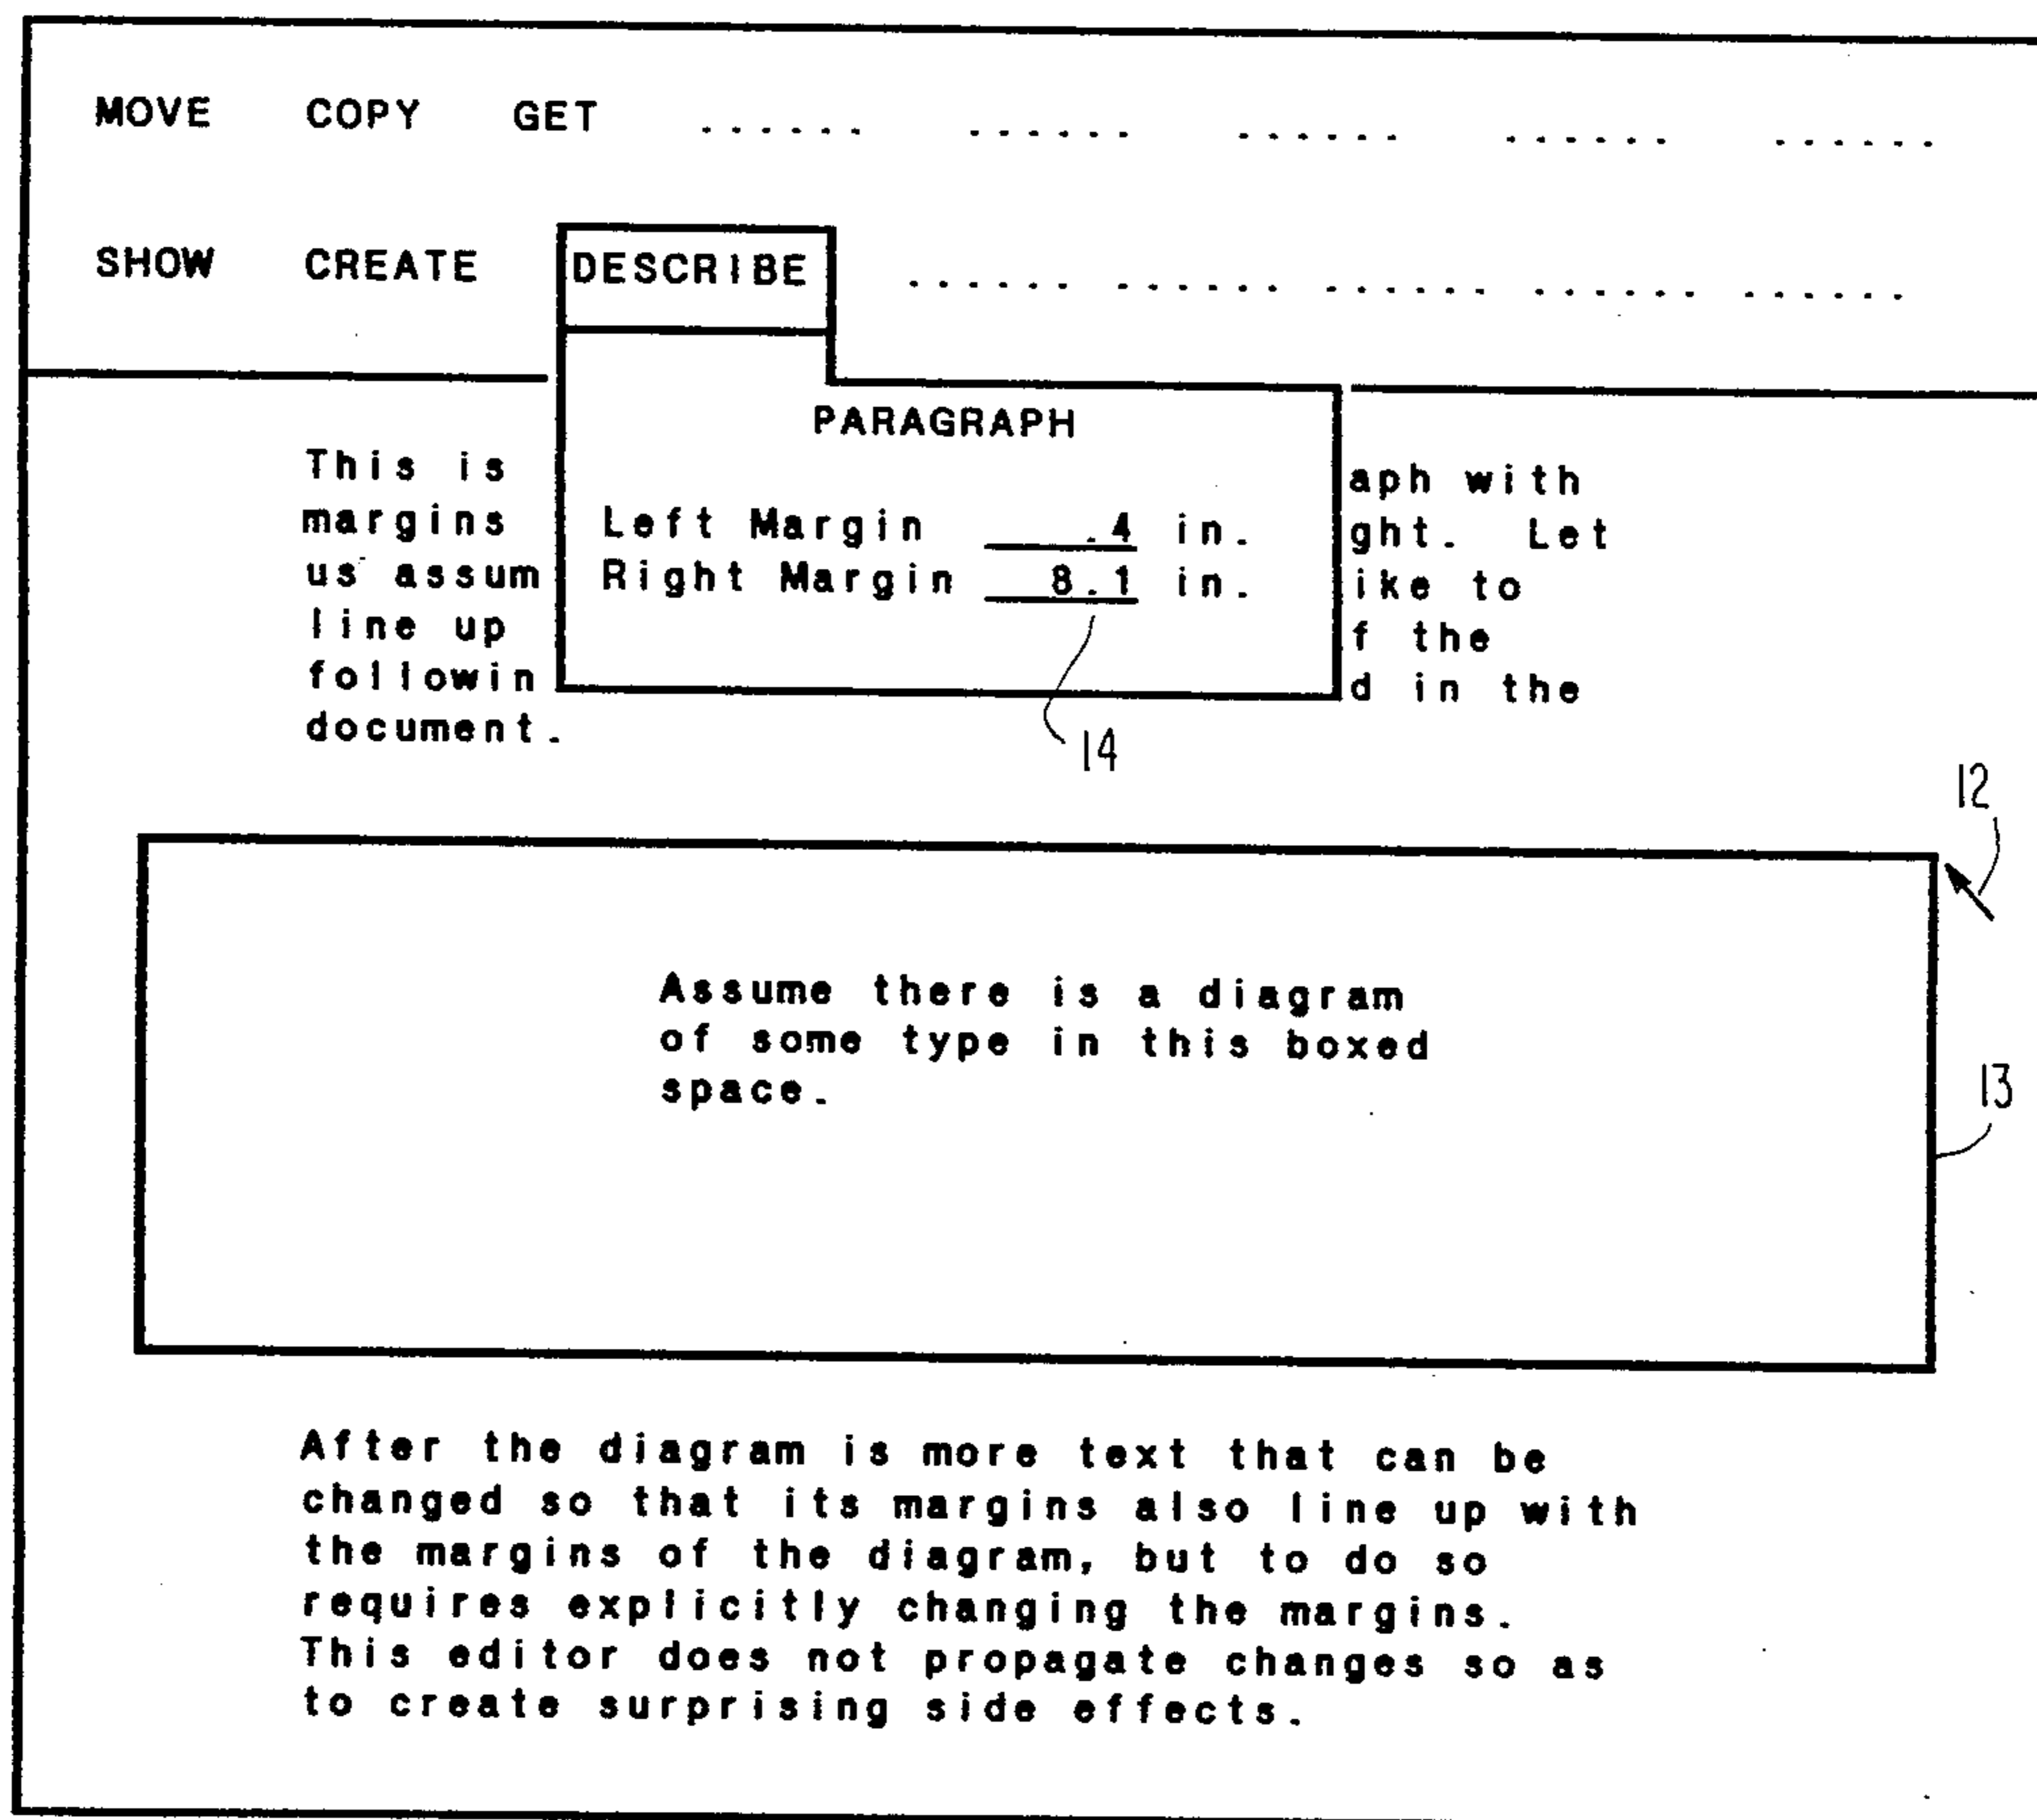 MOVE COPY GET ...... ...... ...... ...... ......
SHOW CREATE DESCRIBE ...... ...... ...... ...... ......
PARAGRAPH
Left Margin .4 in.
Right Margin 8.1 in.
This is aph with
margins ght. Let
us assum ike to
line up f the
followin d in the
document.
14
12
Assume there is a diagram
of some type in this boxed
space.
13
After the diagram is more text that can be
changed so that its margins also line up with
the margins of the diagram, but to do so
requires explicitly changing the margins.
This editor does not propagate changes so as
to create surprising side effects.